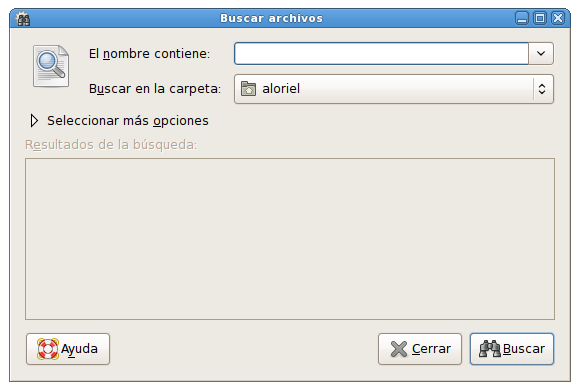 Buscar archivos
El nombre contiene:
Buscar en la carpeta: aloriel
Seleccionar más opciones
Resultados de la búsqueda:
Ayuda Cerrar Buscar